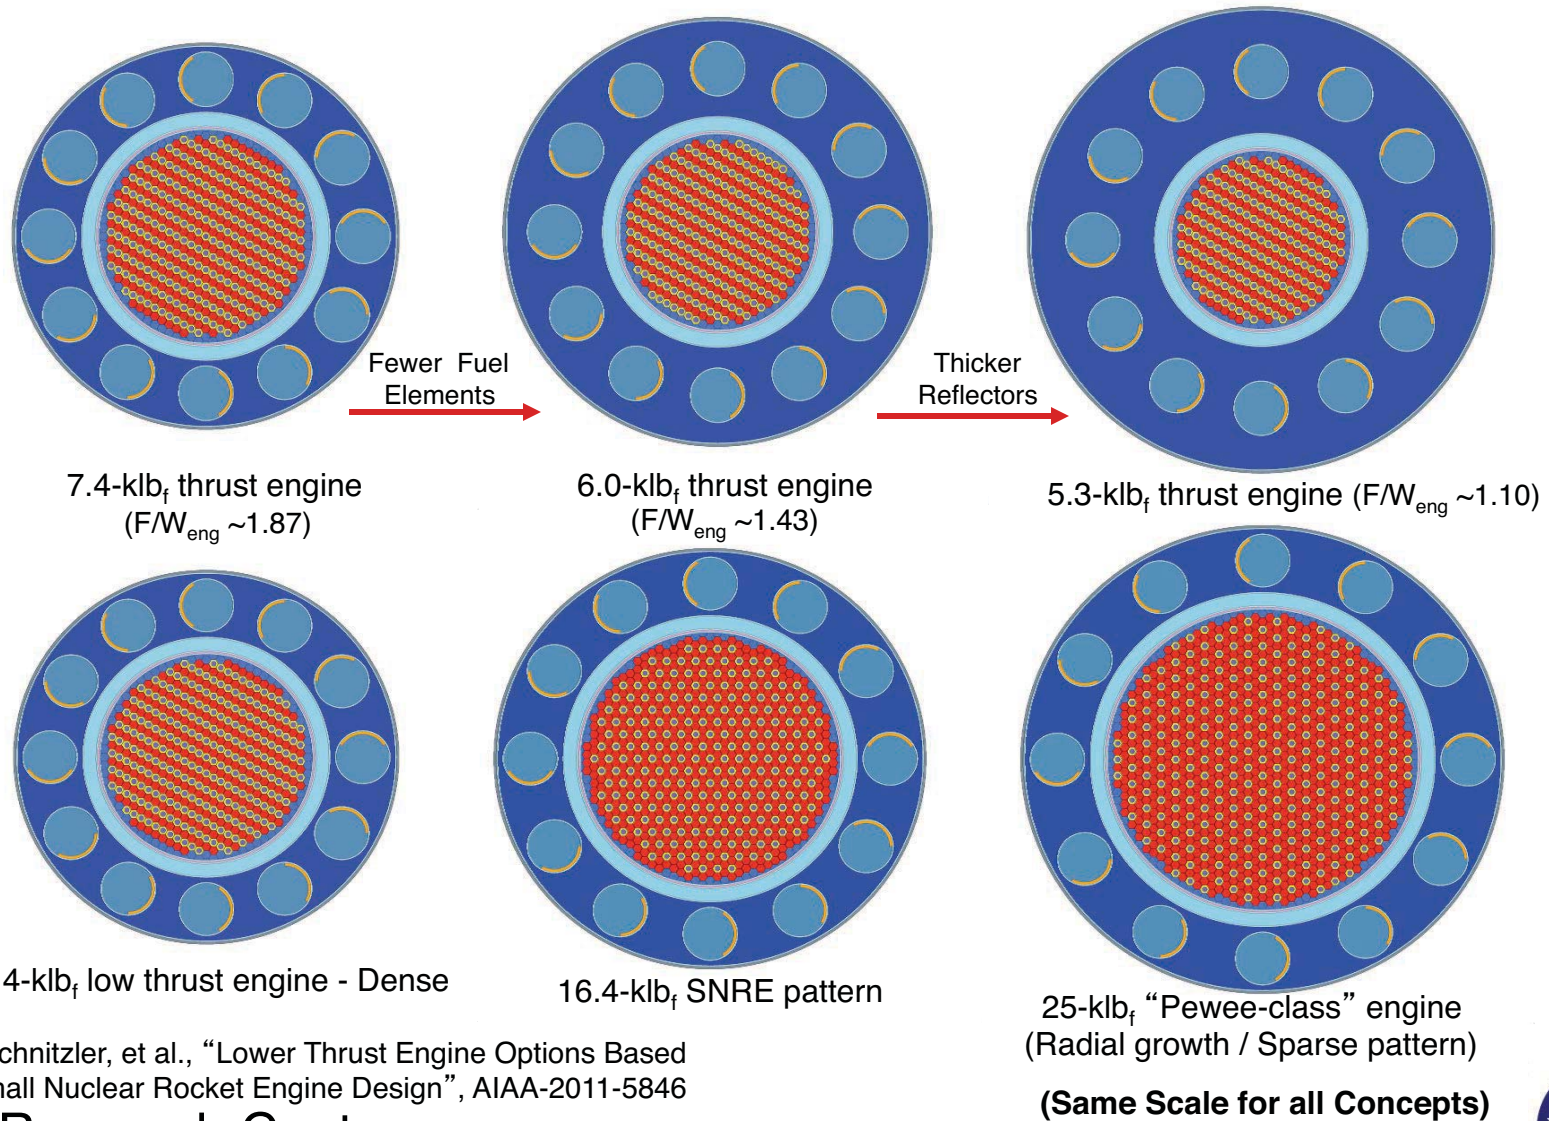 Fewer Fuel
Elements
Thicker
Reflectors
7.4-klbf thrust engine
(F/Weng ~1.87)
6.0-klbf thrust engine
(F/Weng ~1.43)
5.3-klbf thrust engine (F/Weng ~1.10)
4-klbf low thrust engine - Dense
16.4-klbf SNRE pattern
25-klbf “Pewee-class” engine
(Radial growth / Sparse pattern)
chnitzler, et al., “Lower Thrust Engine Options Based
nall Nuclear Rocket Engine Design”, AIAA-2011-5846
(Same Scale for all Concepts)